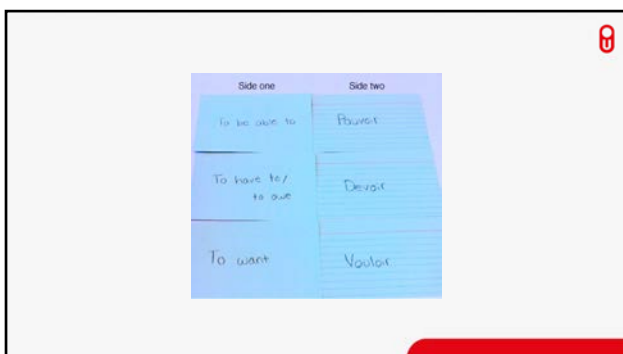 Side one Side two
To be able to Pouvoir
To have to/ Devoir
to owe
To want Vouloir